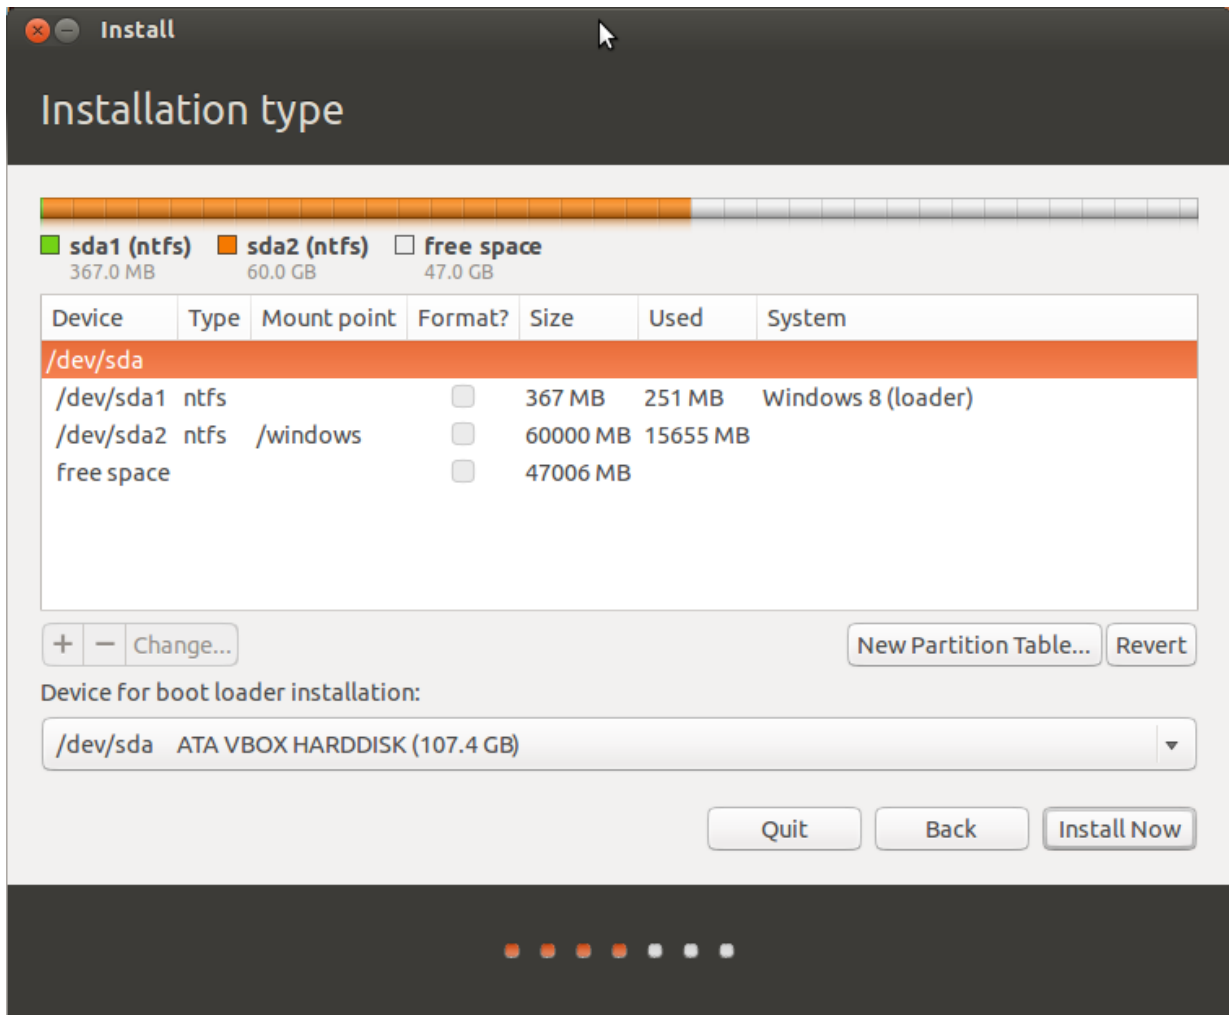 Install
Installation type
sda1 (ntfs) sda2 (ntfs) free space
367.0 MB 60.0 GB 47.0 GB
Device Type Mount point Format? Size Used System
/dev/sda
/dev/sda1 ntfs 367 MB 251 MB Windows 8 (loader)
/dev/sda2 ntfs /windows 60000 MB 15655 MB
free space 47006 MB
+ − Change... New Partition Table... Revert
Device for boot loader installation:
/dev/sda ATA VBOX HARDDISK (107.4 GB)
Quit Back Install Now